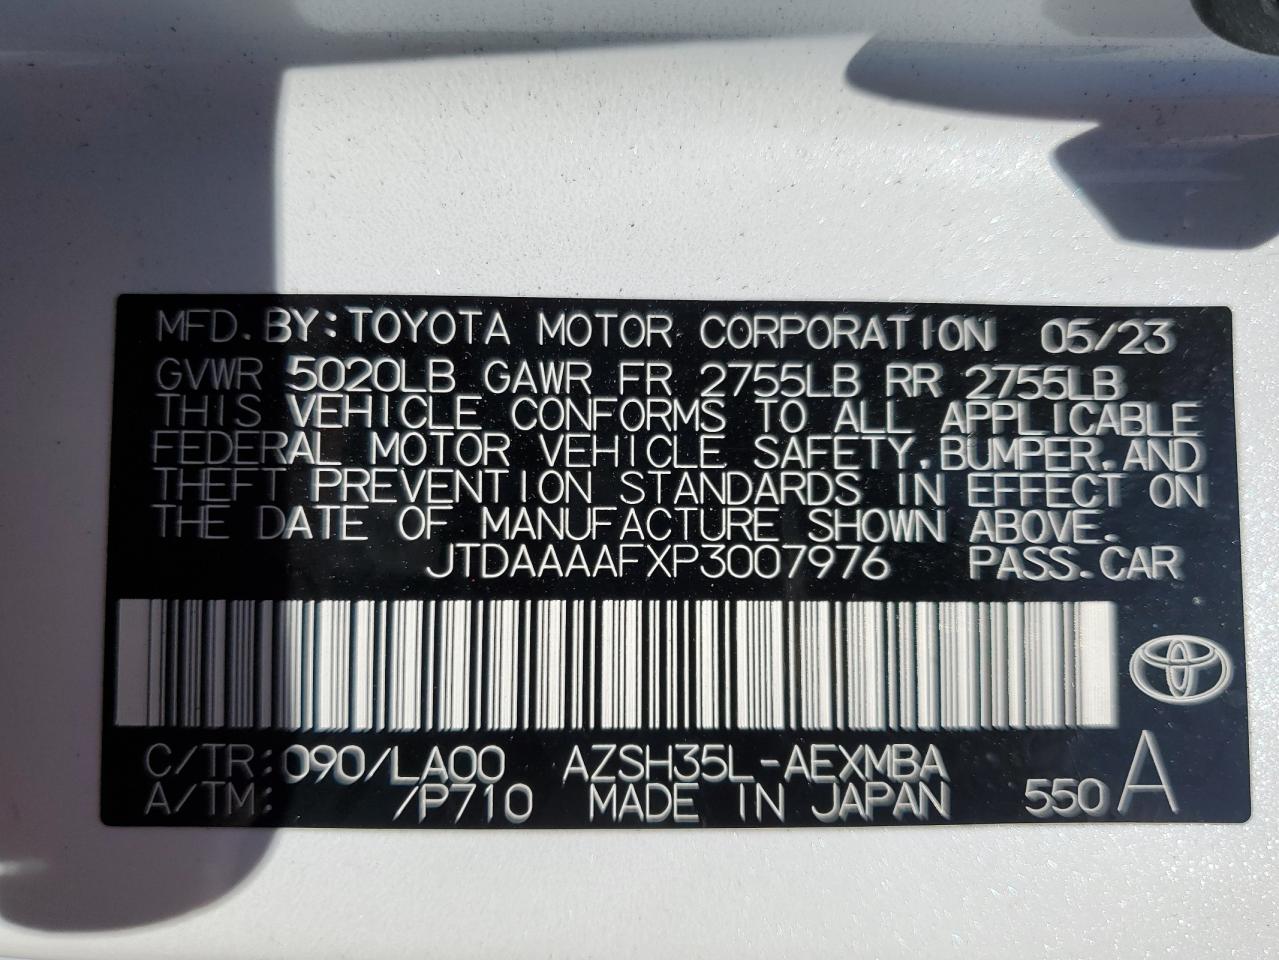 MFD. BY: TOYOTA MOTOR CORPORATION 05/23
GVWR 5020LB GAWR FR 2755LB RR 2755LB
THIS VEHICLE CONFORMS TO ALL APPLICABLE
FEDERAL MOTOR VEHICLE SAFETY, BUMPER, AND
THEFT PREVENTION STANDARDS IN EFFECT ON
THE DATE OF MANUFACTURE SHOWN ABOVE.
JTDAAAAFXP3007976 PASS. CAR
C/TR: 090/LA00 AZSH35L-AEXMBA
A/TM: /P710 MADE IN JAPAN 550 A